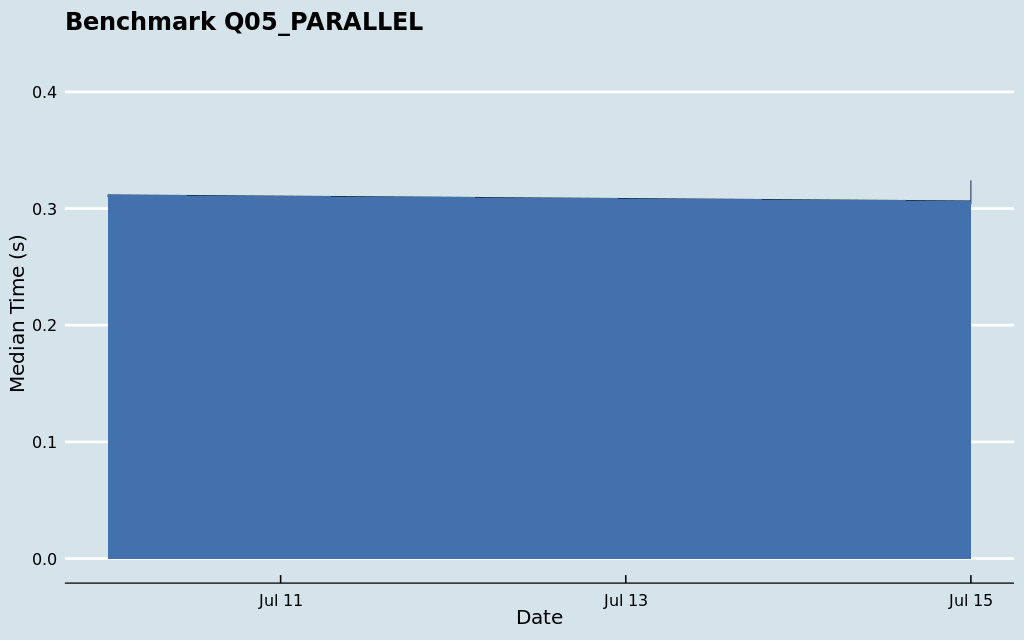 Benchmark Q05_PARALLEL
Median Time (s)
0.4
0.3
0.2
0.1
0.0
Jul 11
Jul 13
Jul 15
Date